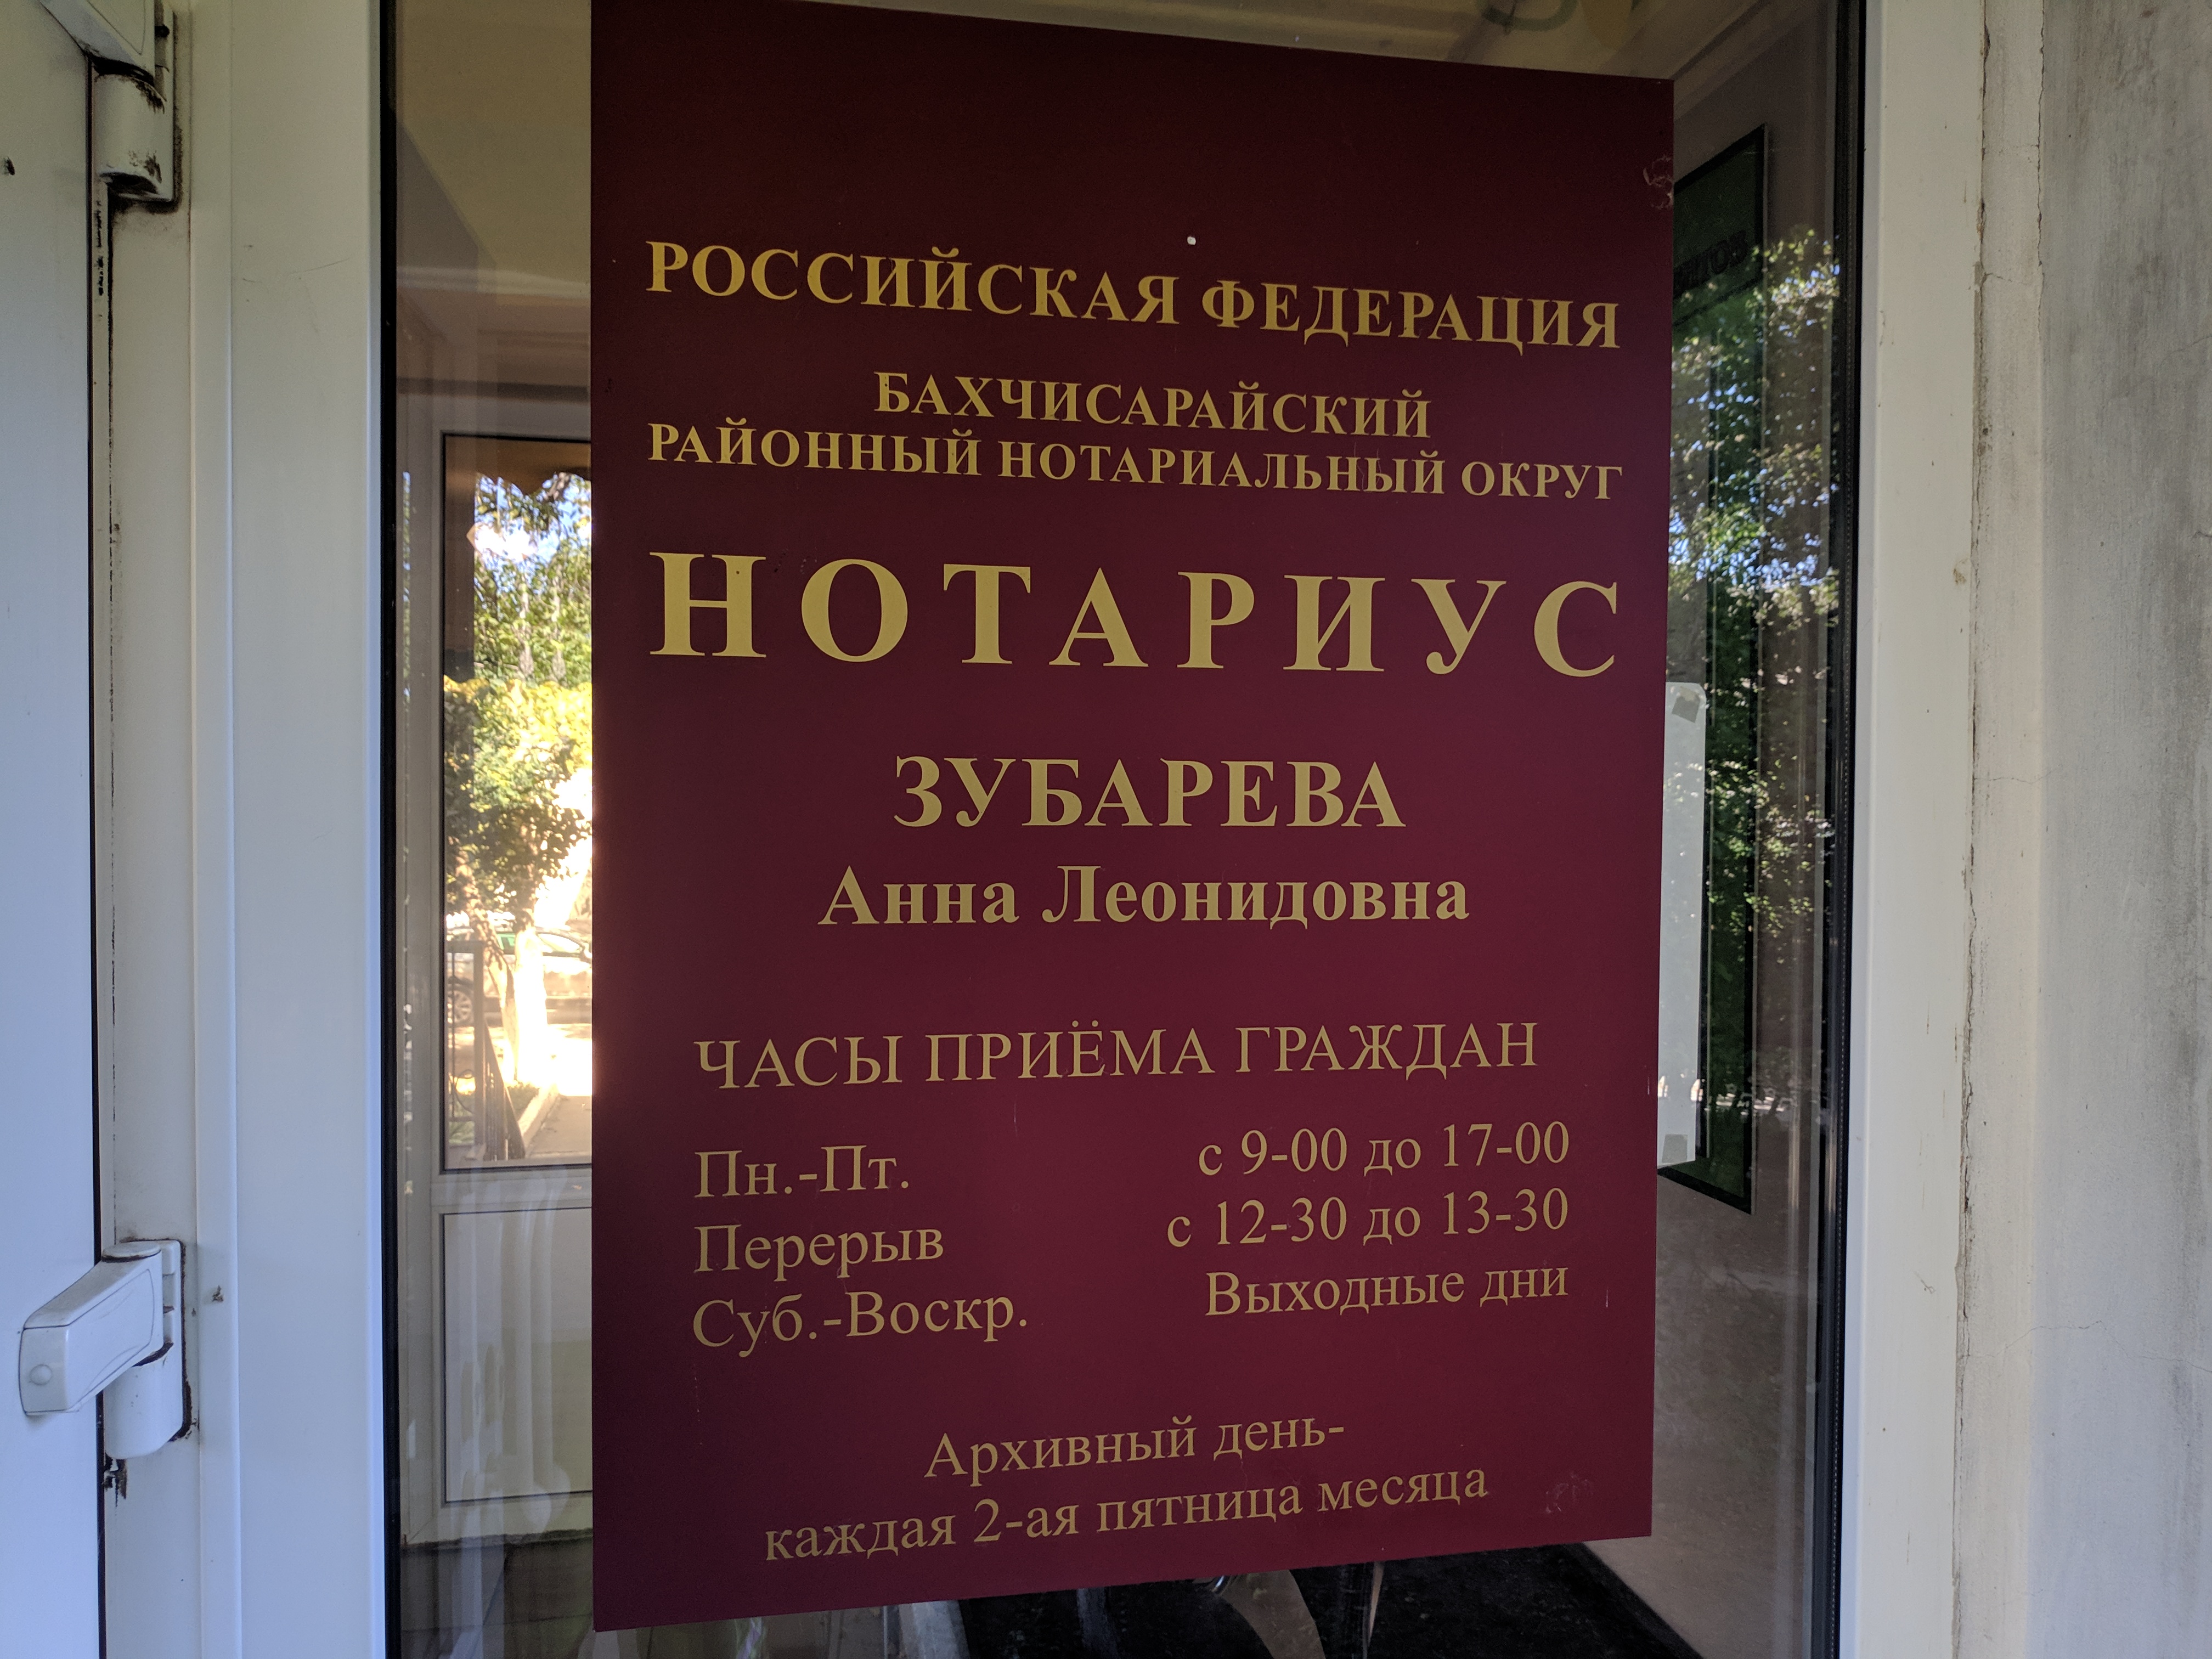 РОССИЙСКАЯ ФЕДЕРАЦИЯ
БАХЧИСАРАЙСКИЙ
РАЙОННЫЙ НОТАРИАЛЬНЫЙ ОКРУГ
НОТАРИУС
ЗУБАРЕВА
Анна Леонидовна
ЧАСЫ ПРИЁМА ГРАЖДАН
Пн.-Пт. с 9-00 до 17-00
Перерыв с 12-30 до 13-30
Суб.-Воскр. Выходные дни
Архивный день-
каждая 2-ая пятница месяца